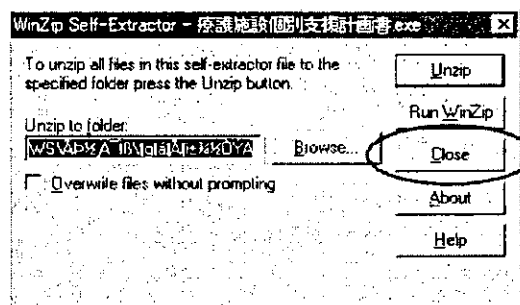 WinZip Self-Extractor - 療護施設個別支援計画書.exe
To unzip all files in this self-extractor file to the
specified folder press the Unzip button.
Unzip to folder:
Browse...
Overwrite files without prompting
Unzip
Run WinZip
Close
About
Help